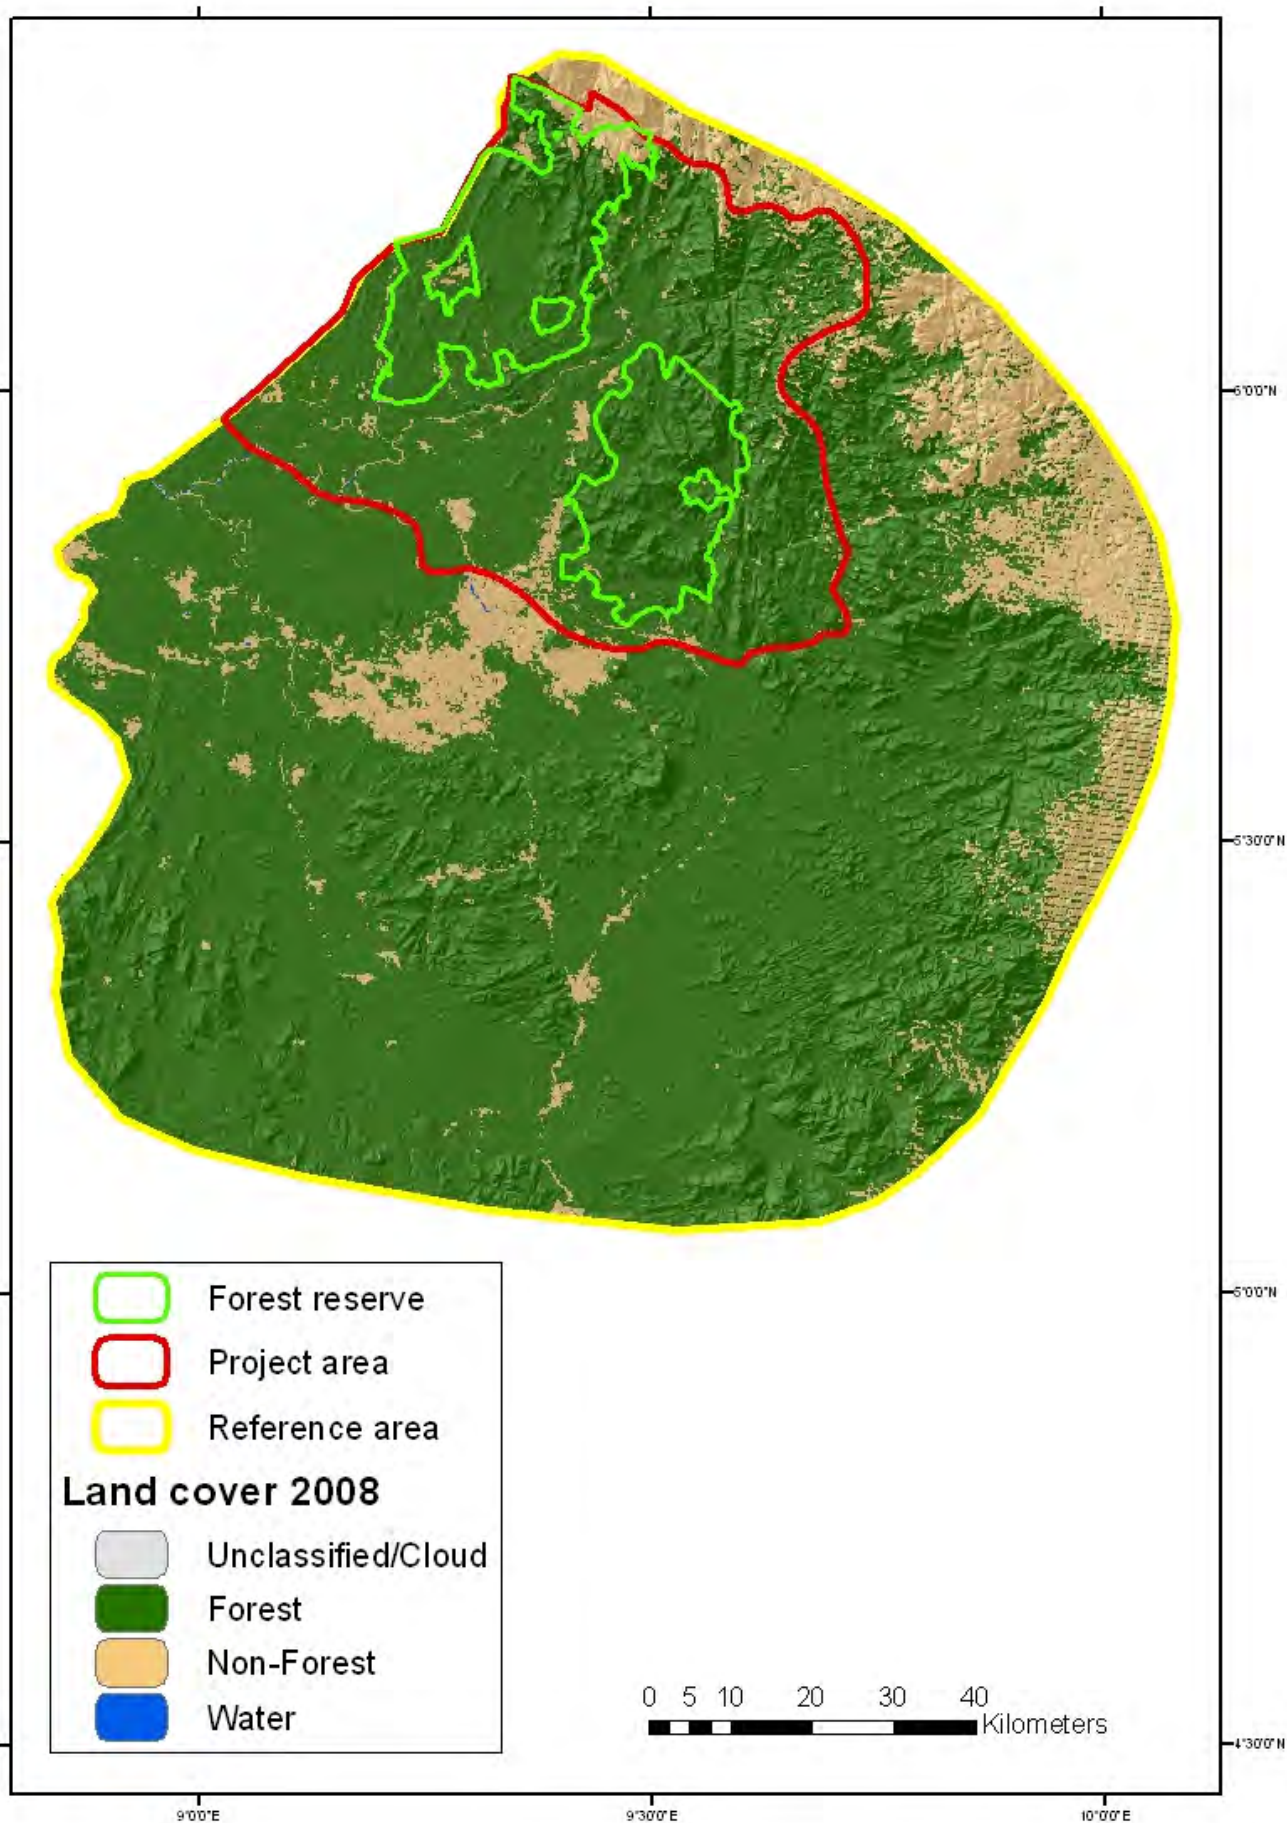 6°0'0"N
5°30'0"N
5°0'0"N
Forest reserve
Project area
Reference area
Land cover 2008
Unclassified/Cloud
Forest
Non-Forest
Water
0 5 10 20 30 40
Kilometers
4°30'0"N
9°0'0"E 9°30'0"E 10°0'0"E